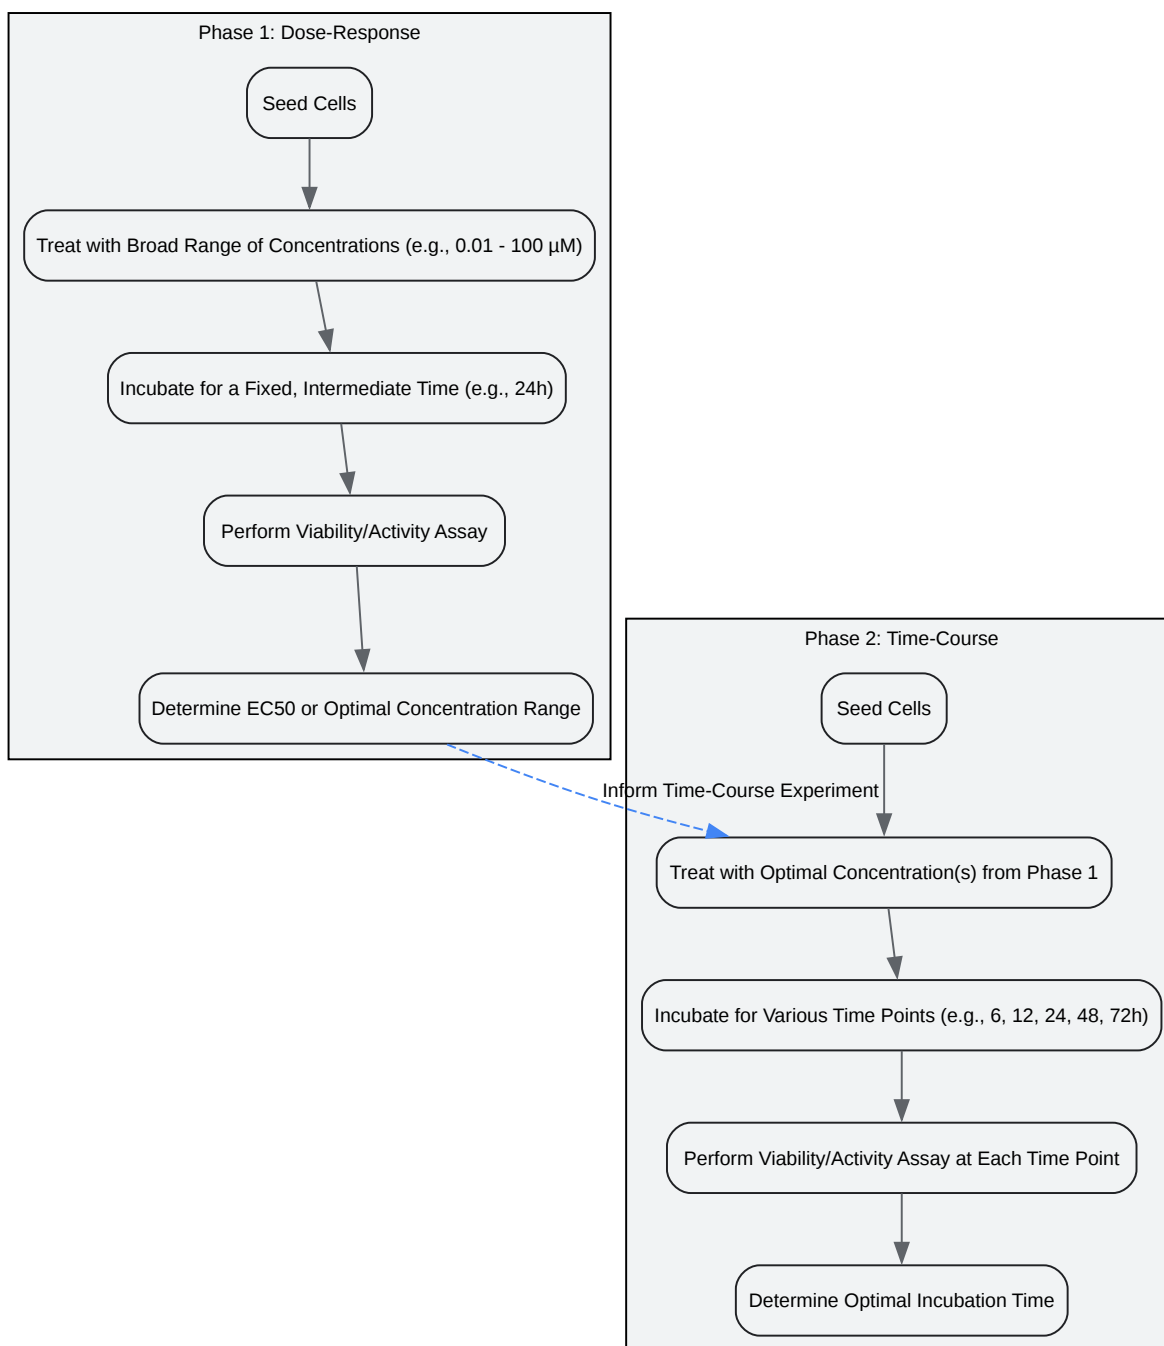 Phase 1: Dose-Response
Seed Cells
Treat with Broad Range of Concentrations (e.g., 0.01 - 100 µM)
Incubate for a Fixed, Intermediate Time (e.g., 24h)
Perform Viability/Activity Assay
Determine EC50 or Optimal Concentration Range
Inform Time-Course Experiment
Phase 2: Time-Course
Seed Cells
Treat with Optimal Concentration(s) from Phase 1
Incubate for Various Time Points (e.g., 6, 12, 24, 48, 72h)
Perform Viability/Activity Assay at Each Time Point
Determine Optimal Incubation Time